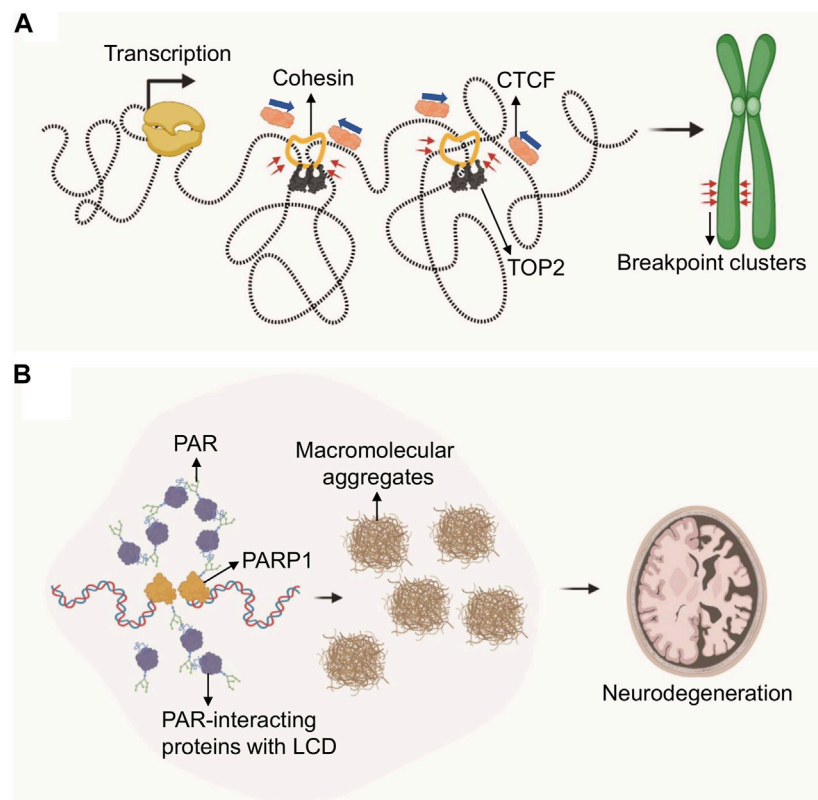 A
Transcription
Cohesin
CTCF
TOP2
Breakpoint clusters
B
PAR
Macromolecular
aggregates
PARP1
PAR-interacting
proteins with LCD
Neurodegeneration